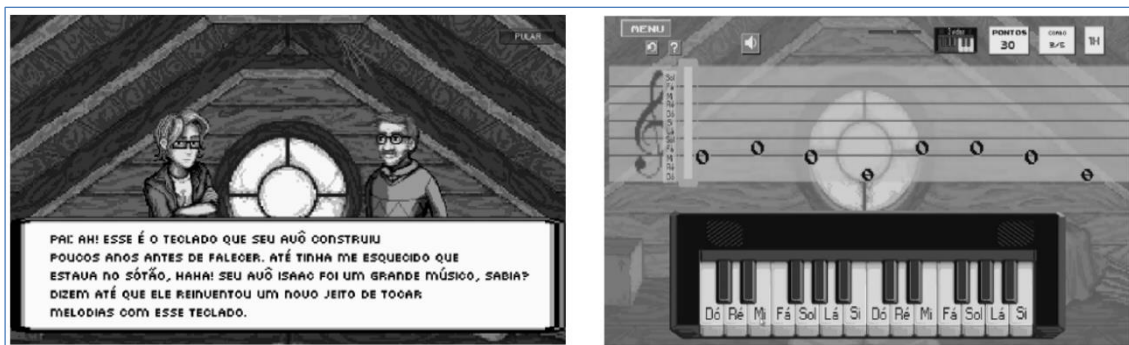 PULAR
PAI: AH! ESSE É O TECLADO QUE SEU AVÔ CONSTRUIU
POUCOS ANOS ANTES DE FALECER. ATÉ TINHA ME ESQUECIDO QUE
ESTAVA NO SÓTÃO, HAHA! SEU AVÔ ISAAC FOI UM GRANDE MÚSICO, SABIA?
DIZEM ATÉ QUE ELE REINVENTOU UM NOVO JEITO DE TOCAR
MELODIAS COM ESSE TECLADO.
MENU
?
PONTOS
30
COMBO
Sol
Fá
Mi
Ré
Dó
Si
Lá
Sol
Fá
Mi
Ré
Dó
Dó Ré Mi Fá Sol Lá Si Dó Ré Mi Fá Sol Lá Si